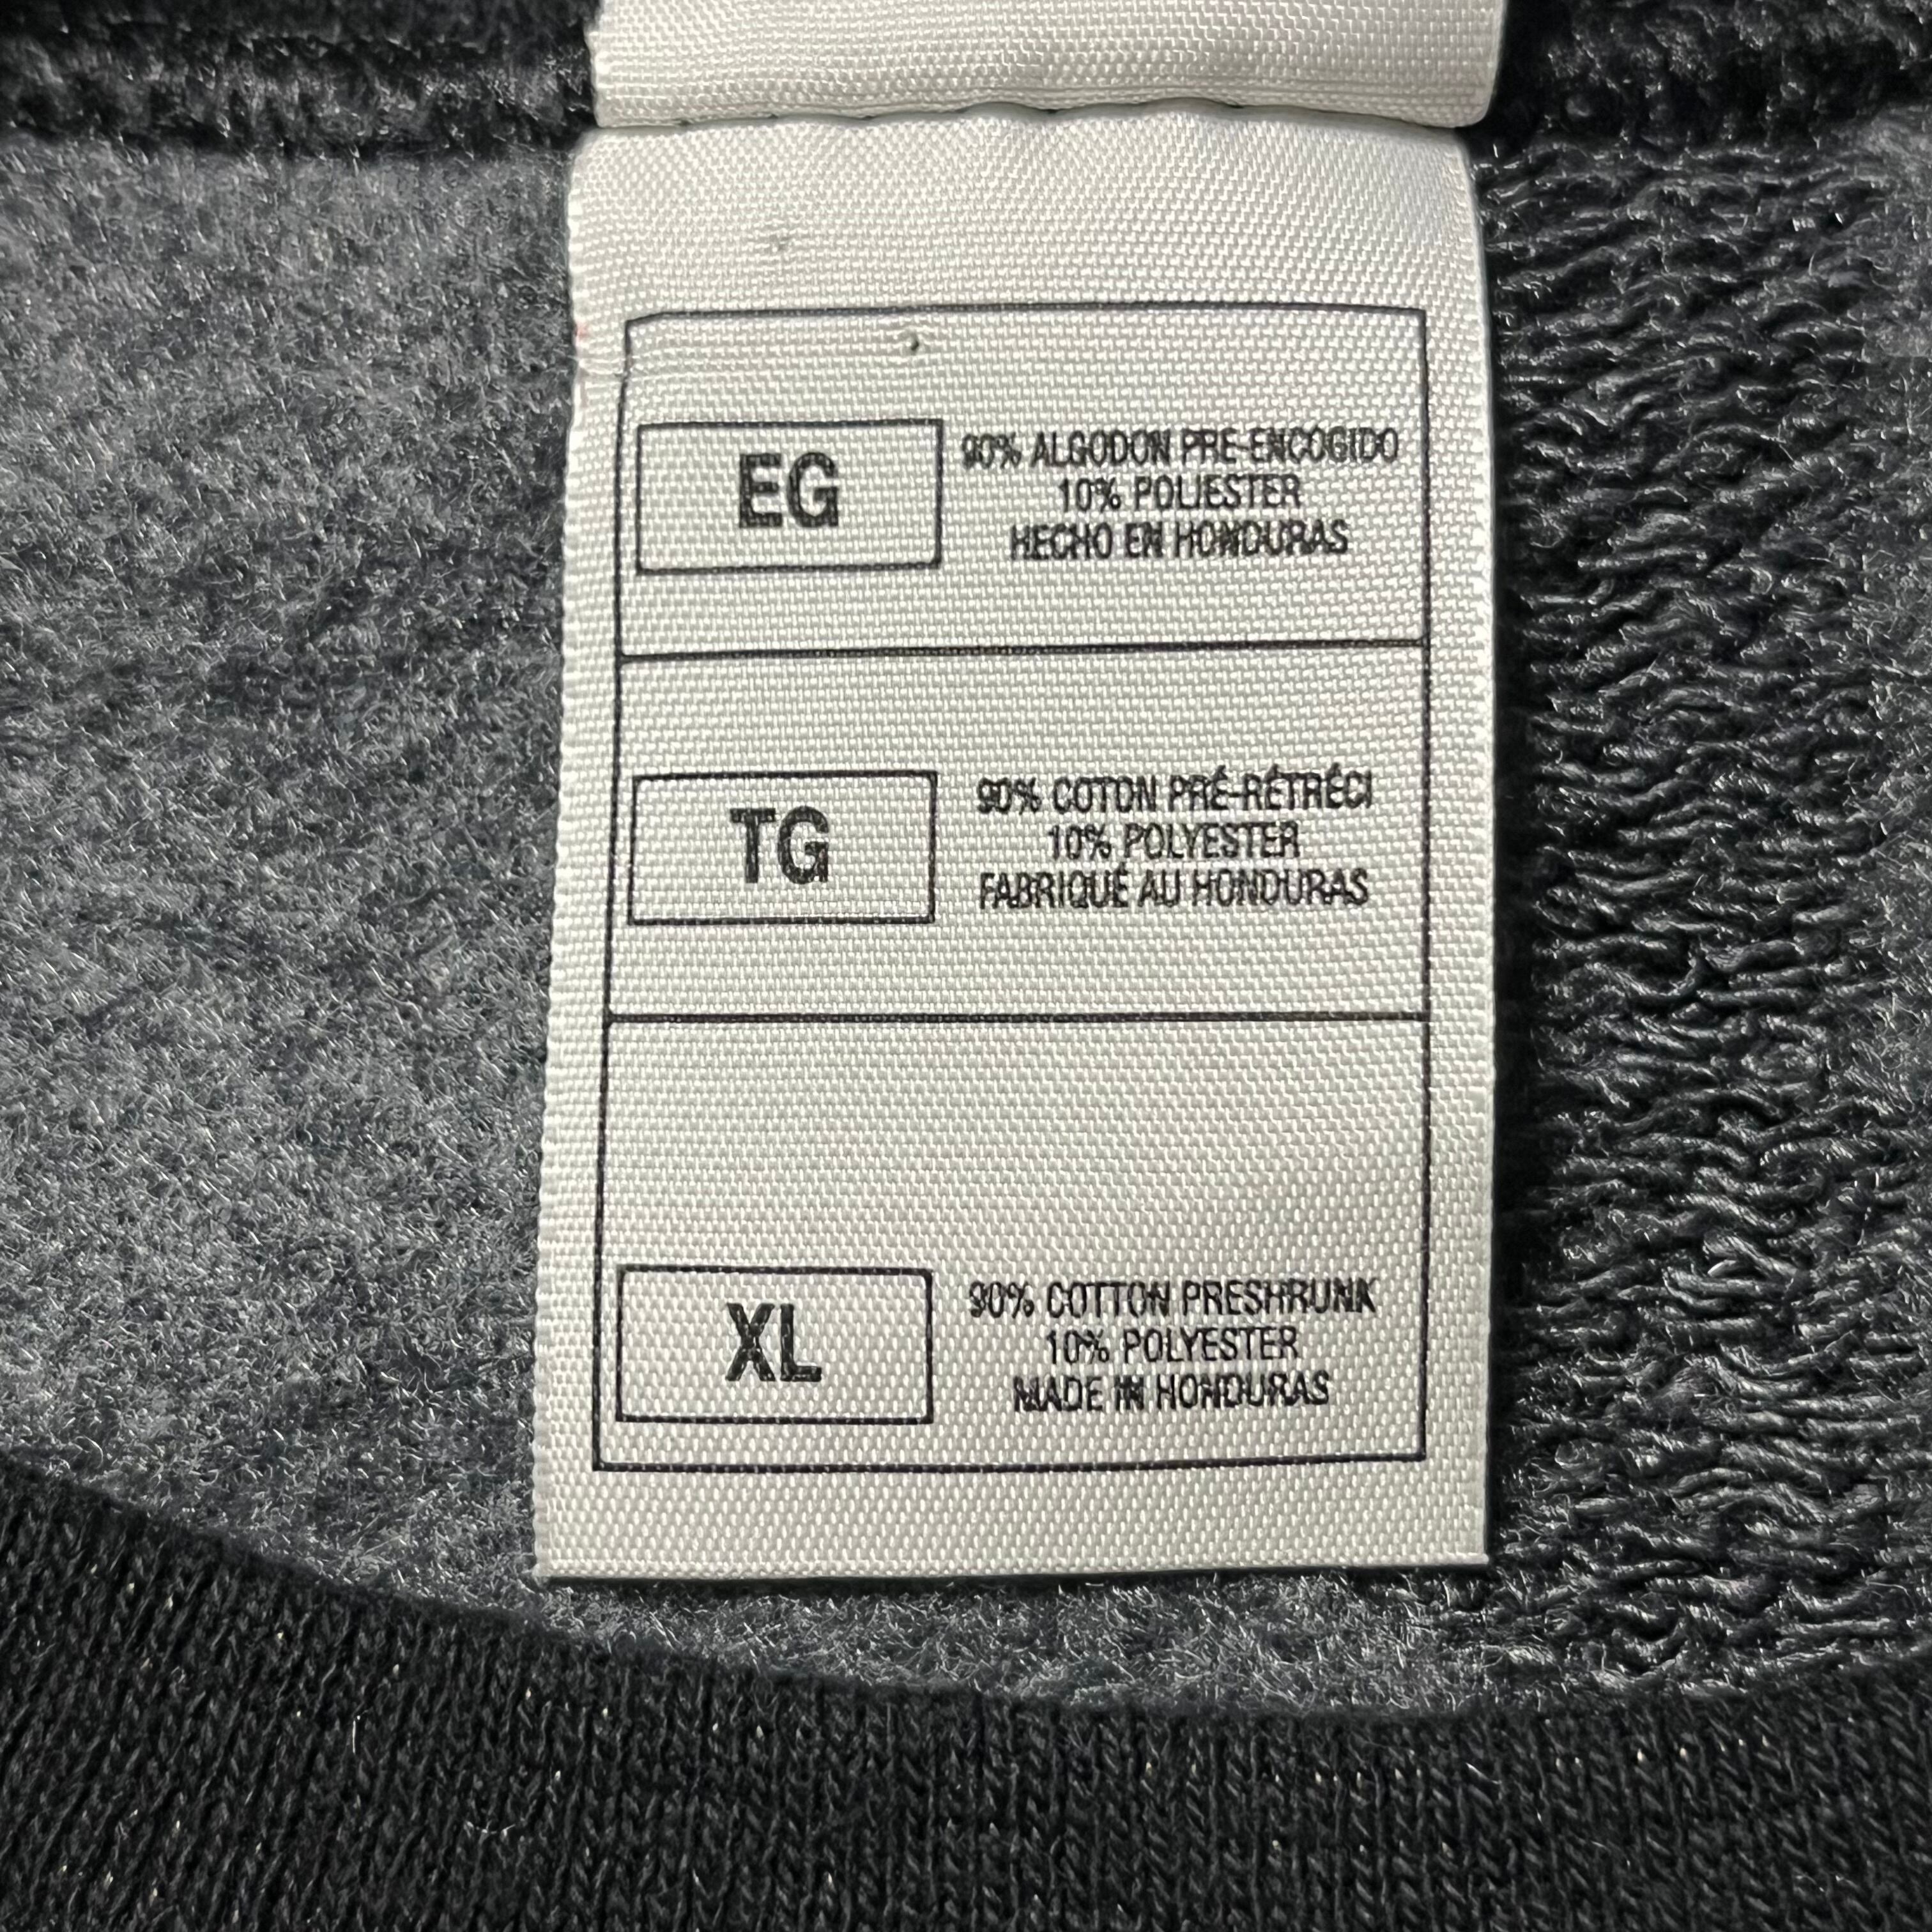 EG
90% ALGODON PRE-ENCOGIDO
10% POLIESTER
HECHO EN HONDURAS
TG
90% COTON PRÉ-RÉTRÉCI
10% POLYESTER
FABRIQUÉ AU HONDURAS
XL
90% COTTON PRESHRUNK
10% POLYESTER
MADE IN HONDURAS